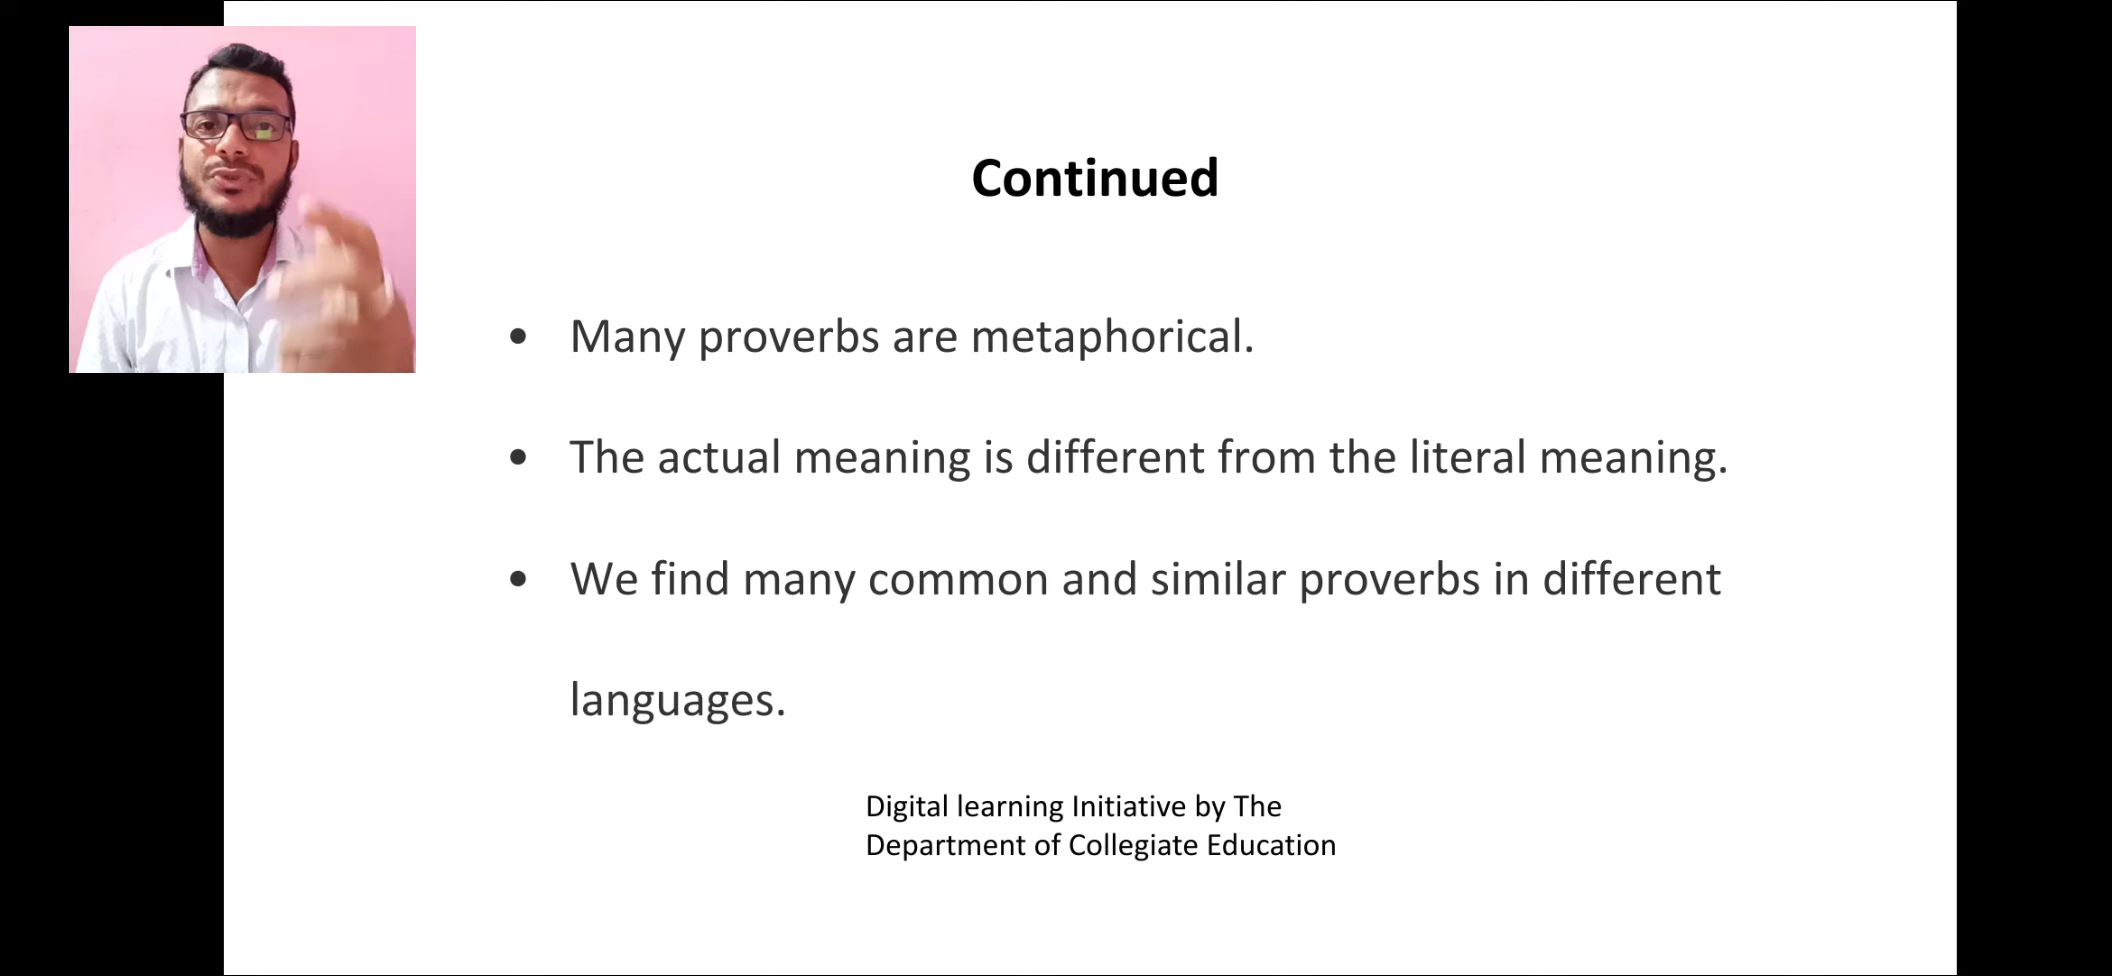 Continued
• Many proverbs are metaphorical.
• The actual meaning is different from the literal meaning.
• We find many common and similar proverbs in different
languages.
Digital learning Initiative by The
Department of Collegiate Education